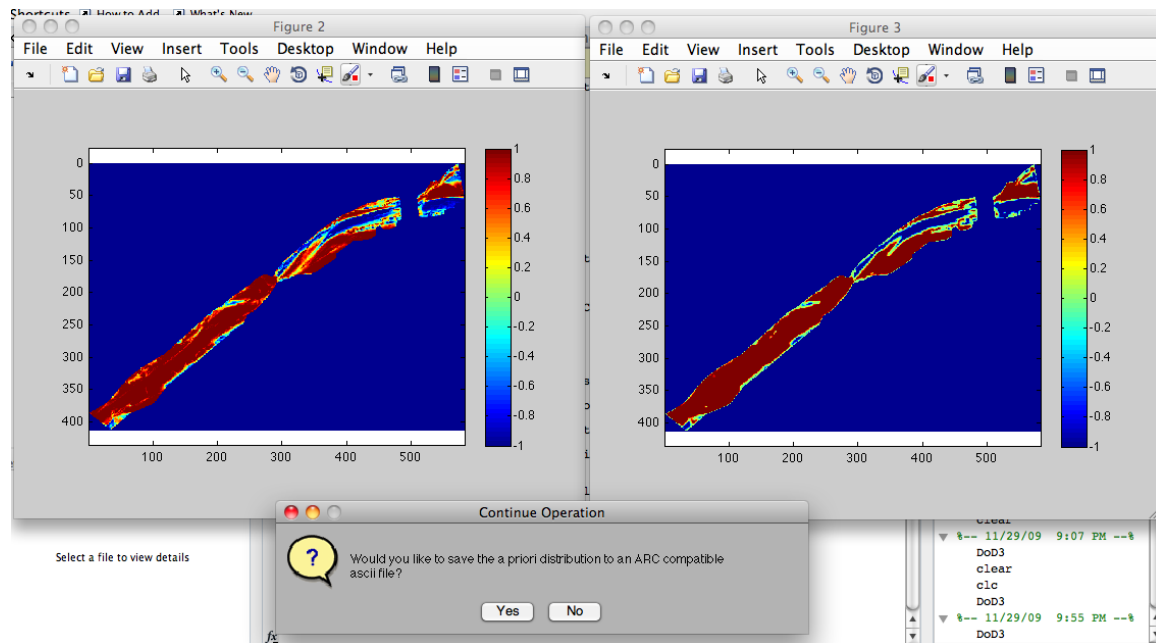 Shortcuts How to Add What's New
Figure 2
File Edit View Insert Tools Desktop Window Help
0
50
100
150
200
250
300
350
400
100 200 300 400 500
1
0.8
0.6
0.4
0.2
0
-0.2
-0.4
-0.6
-0.8
-1
Figure 3
File Edit View Insert Tools Desktop Window Help
0
50
100
150
200
250
300
350
400
100 200 300 400 500
1
0.8
0.6
0.4
0.2
0
-0.2
-0.4
-0.6
-0.8
-1
Continue Operation
?
Would you like to save the a priori distribution to an ARC compatible
ascii file?
Yes No
Select a file to view details
fx
clear
%-- 11/29/09 9:07 PM --%
DoD3
clear
clc
DoD3
%-- 11/29/09 9:55 PM --%
DoD3